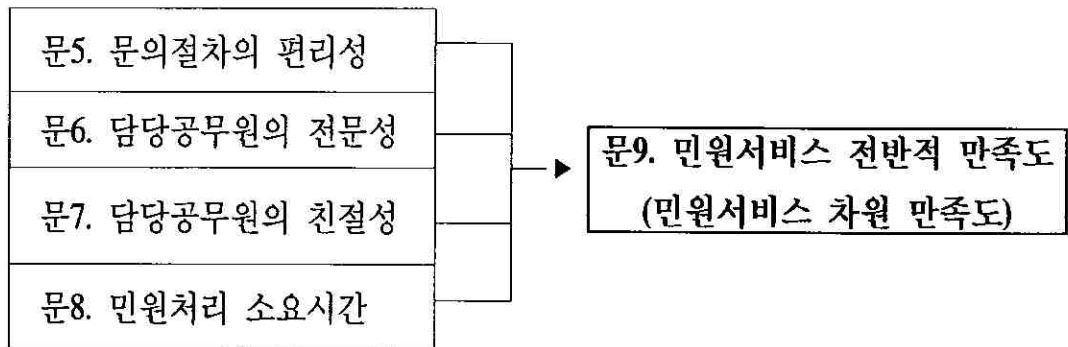 문5. 문의절차의 편리성
문6. 담당공무원의 전문성
문7. 담당공무원의 친절성
문8. 민원처리 소요시간
문9. 민원서비스 전반적 만족도
(민원서비스 차원 만족도)